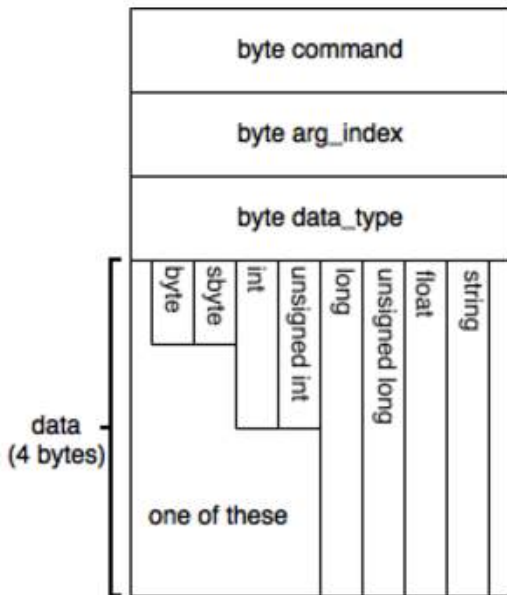 byte command
byte arg_index
byte data_type
byte
sbyte
int
unsigned int
long
unsigned long
float
string
data
(4 bytes)
one of these